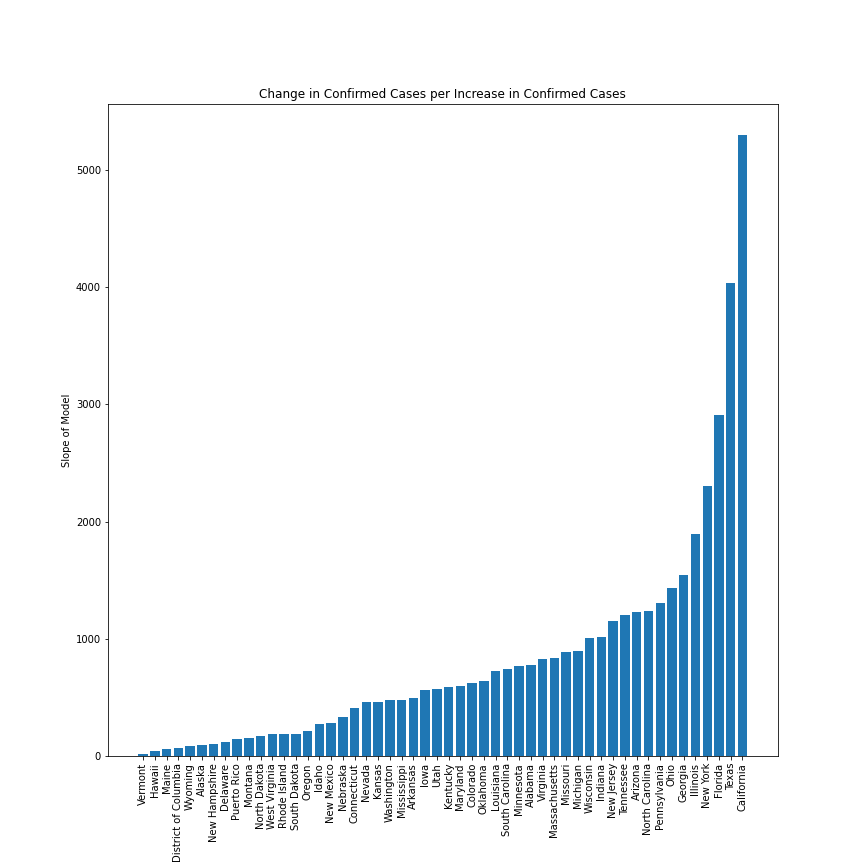 Change in Confirmed Cases per Increase in Confirmed Cases
Slope of Model
5000
4000
3000
2000
1000
0
Vermont
Hawaii
Maine
District of Columbia
Wyoming
Alaska
New Hampshire
Delaware
Puerto Rico
Montana
North Dakota
West Virginia
Rhode Island
South Dakota
Oregon
Idaho
New Mexico
Nebraska
Connecticut
Nevada
Kansas
Washington
Mississippi
Arkansas
Iowa
Utah
Kentucky
Maryland
Colorado
Oklahoma
Louisiana
South Carolina
Minnesota
Alabama
Virginia
Massachusetts
Missouri
Michigan
Wisconsin
Indiana
New Jersey
Tennessee
Arizona
North Carolina
Pennsylvania
Ohio
Georgia
Illinois
New York
Florida
Texas
California